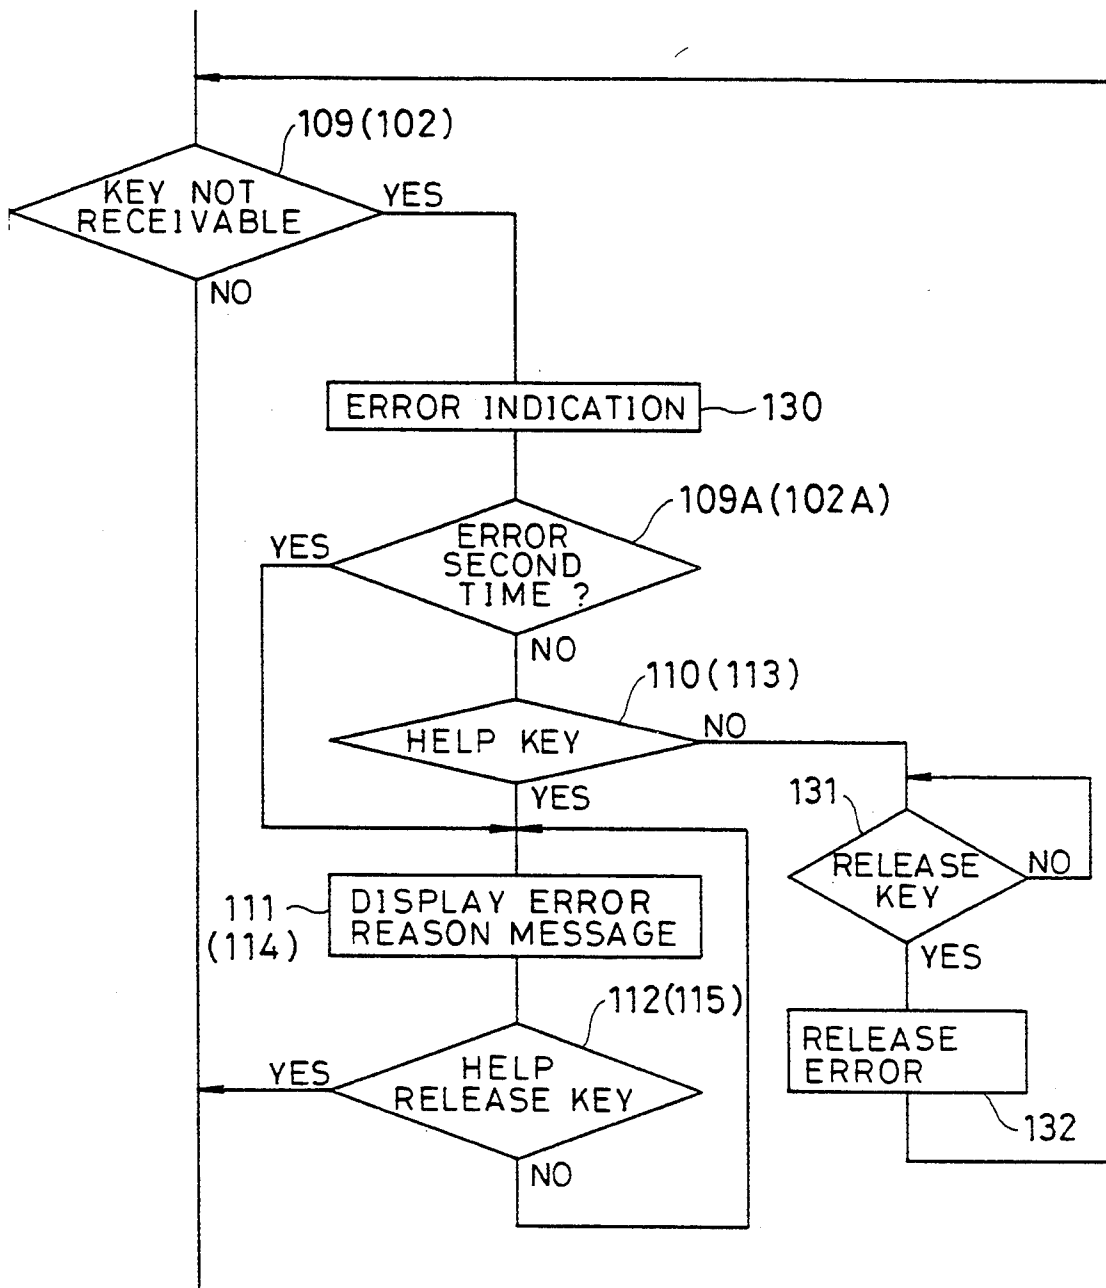 109(102)
KEY NOT
RECEIVABLE
YES
NO
ERROR INDICATION
130
109A(102A)
YES
ERROR
SECOND
TIME ?
NO
110(113)
HELP KEY
NO
YES
131
RELEASE
KEY
NO
YES
111
(114)
DISPLAY ERROR
REASON MESSAGE
112(115)
YES
HELP
RELEASE KEY
NO
RELEASE
ERROR
132